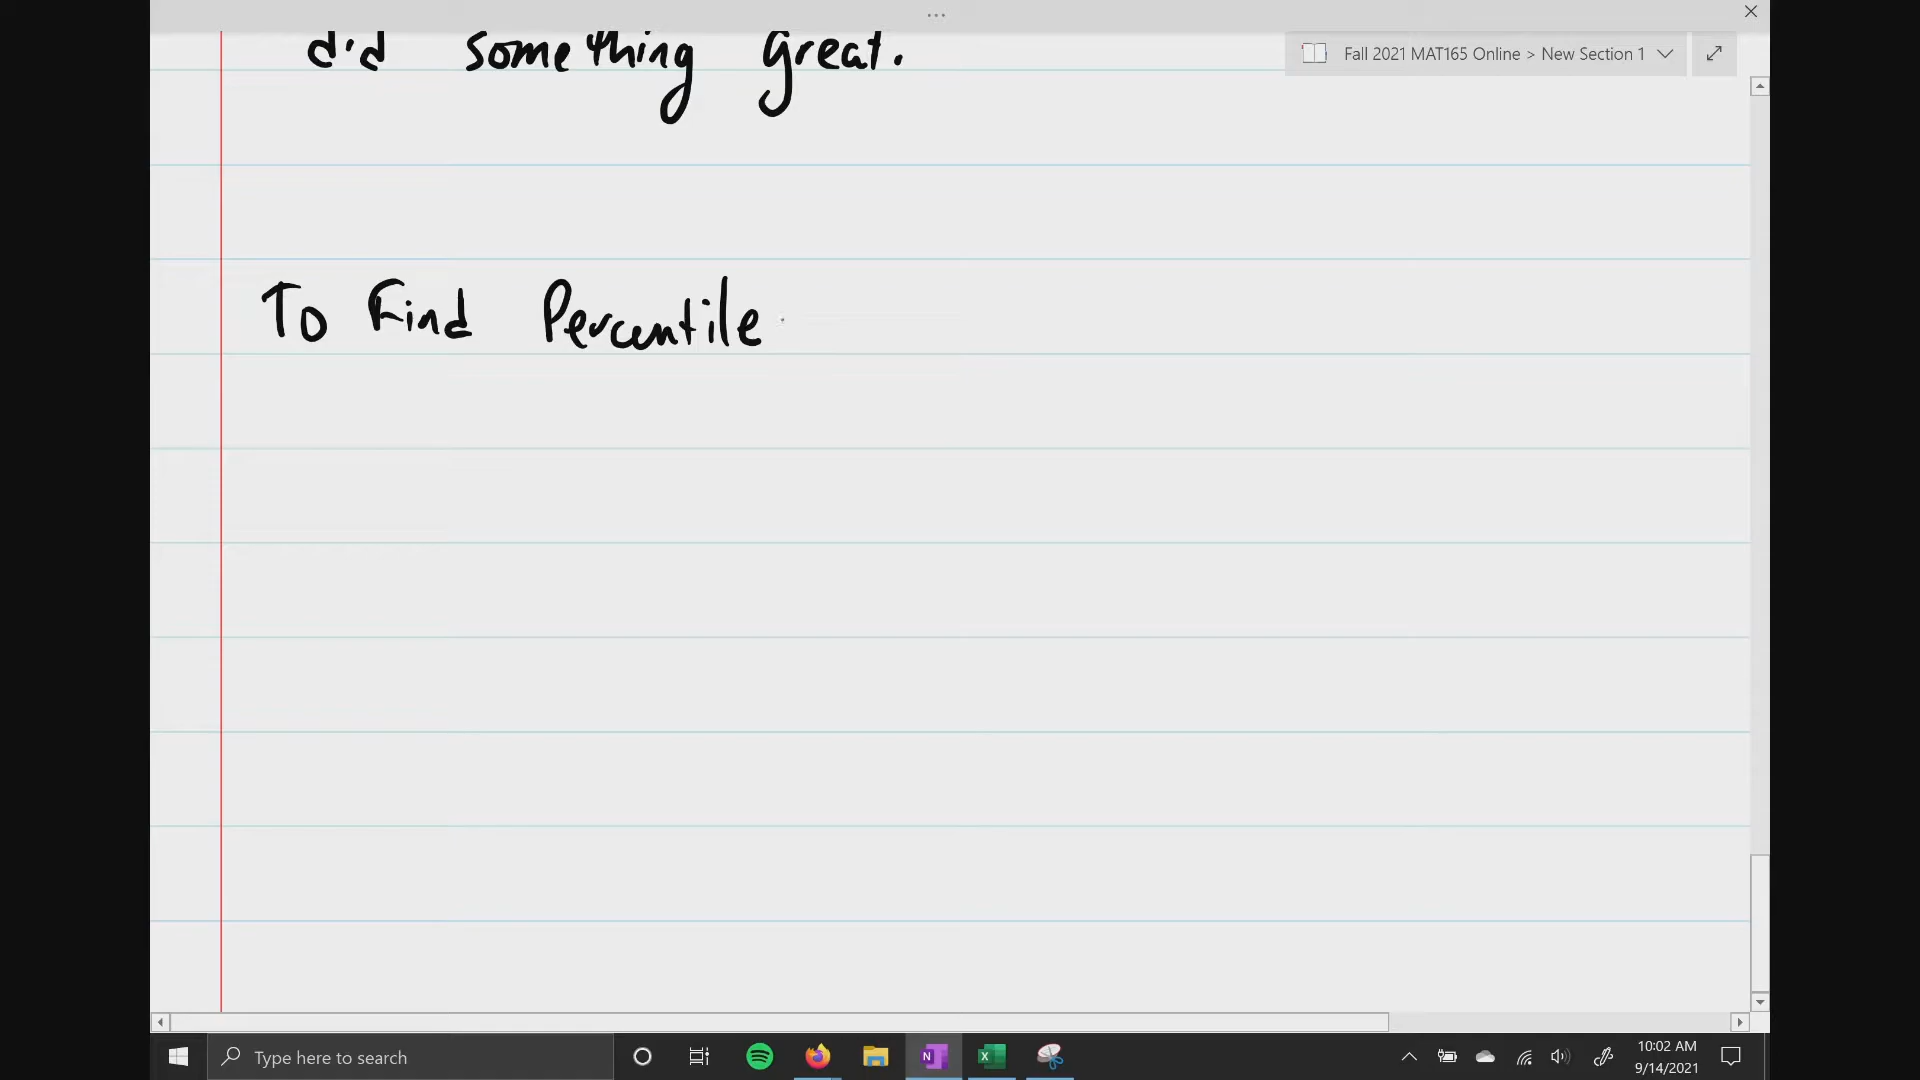 did something great.
Fall 2021 MAT165 Online > New Section 1
To Find Percentile
Type here to search
10:02 AM
9/14/2021